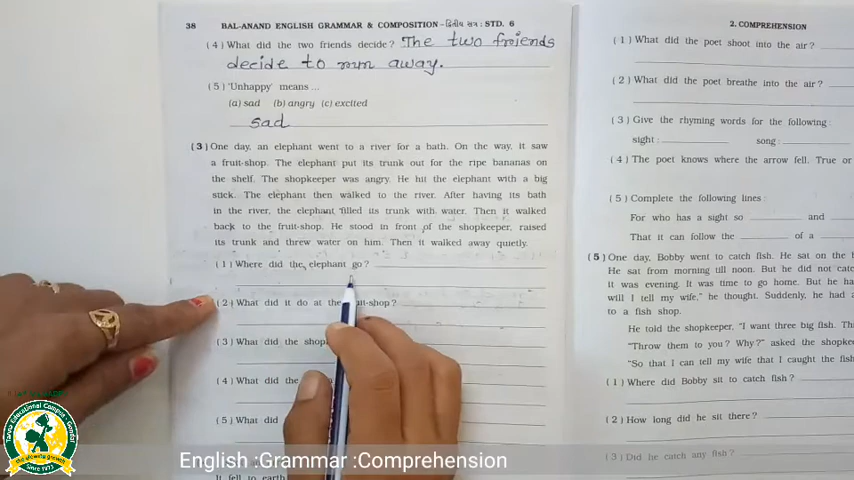 38 BAL-ANAND ENGLISH GRAMMAR & COMPOSITION - દ્વિતીય સત્ર : STD. 6
(4) What did the two friends decide? The two friends
decide to run away.
(5) 'Unhappy' means ...
(a) sad (b) angry (c) excited
sad
(3) One day, an elephant went to a river for a bath. On the way, it saw
a fruit-shop. The elephant put its trunk out for the ripe bananas on
the shelf. The shopkeeper was angry. He hit the elephant with a big
stick. The elephant then walked to the river. After having its bath
in the river, the elephant filled its trunk with water. Then it walked
back to the fruit-shop. He stood in front of the shopkeeper, raised
its trunk and threw water on him. Then it walked away quietly.
(1) Where did the elephant go?
(2) What did it do at the fruit-shop?
(3) What did the shop
(4) What did the
(5) What did
It fell to earth
2. COMPREHENSION
(1) What did the poet shoot into the air?
(2) What did the poet breathe into the air?
(3) Give the rhyming words for the following :
sight : song :
(4) The poet knows where the arrow fell. True or
(5) Complete the following lines :
For who has a sight so and
That it can follow the of a
(5) One day, Bobby went to catch fish. He sat on the b
He sat from morning till noon. But he did not catc
it was evening. It was time to go home. But he ha
will I tell my wife," he thought. Suddenly, he had a
to a fish shop.
He told the shopkeeper, "I want three big fish. Th
"Throw them to you? Why?" asked the shopke
"So that I can tell my wife that I caught the fish
(1) Where did Bobby sit to catch fish?
(2) How long did he sit there?
(3) Did he catch any fish?
English :Grammar :Comprehension